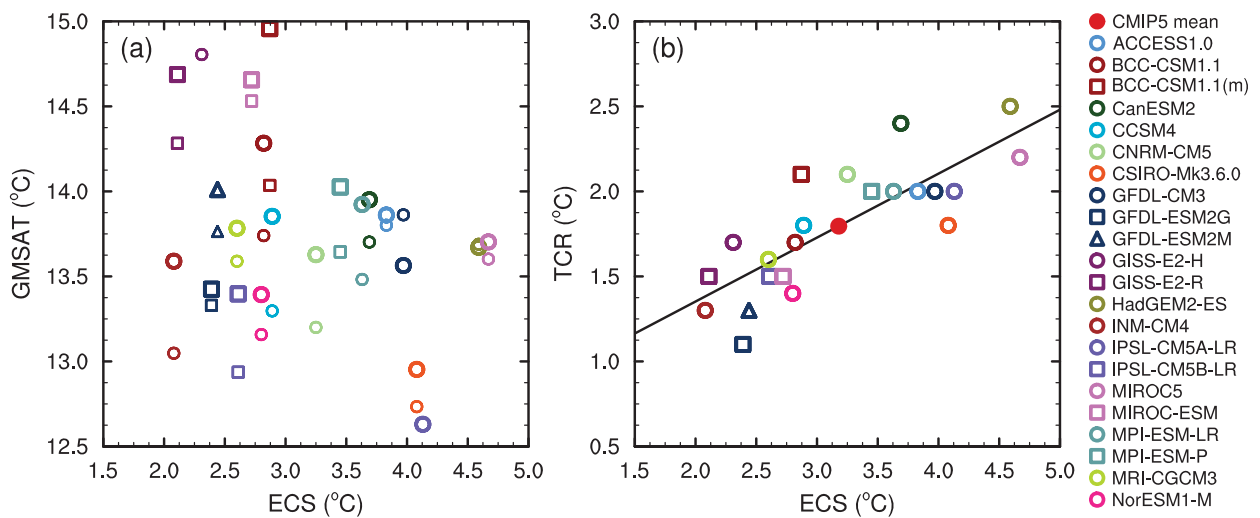 (a)
GMSAT (°C)
15.0
14.5
14.0
13.5
13.0
12.5
1.5 2.0 2.5 3.0 3.5 4.0 4.5 5.0
ECS (°C)
(b)
TCR (°C)
3.0
2.5
2.0
1.5
1.0
0.5
1.5 2.0 2.5 3.0 3.5 4.0 4.5 5.0
ECS (°C)
CMIP5 mean
ACCESS1.0
BCC-CSM1.1
BCC-CSM1.1(m)
CanESM2
CCSM4
CNRM-CM5
CSIRO-Mk3.6.0
GFDL-CM3
GFDL-ESM2G
GFDL-ESM2M
GISS-E2-H
GISS-E2-R
HadGEM2-ES
INM-CM4
IPSL-CM5A-LR
IPSL-CM5B-LR
MIROC5
MIROC-ESM
MPI-ESM-LR
MPI-ESM-P
MRI-CGCM3
NorESM1-M